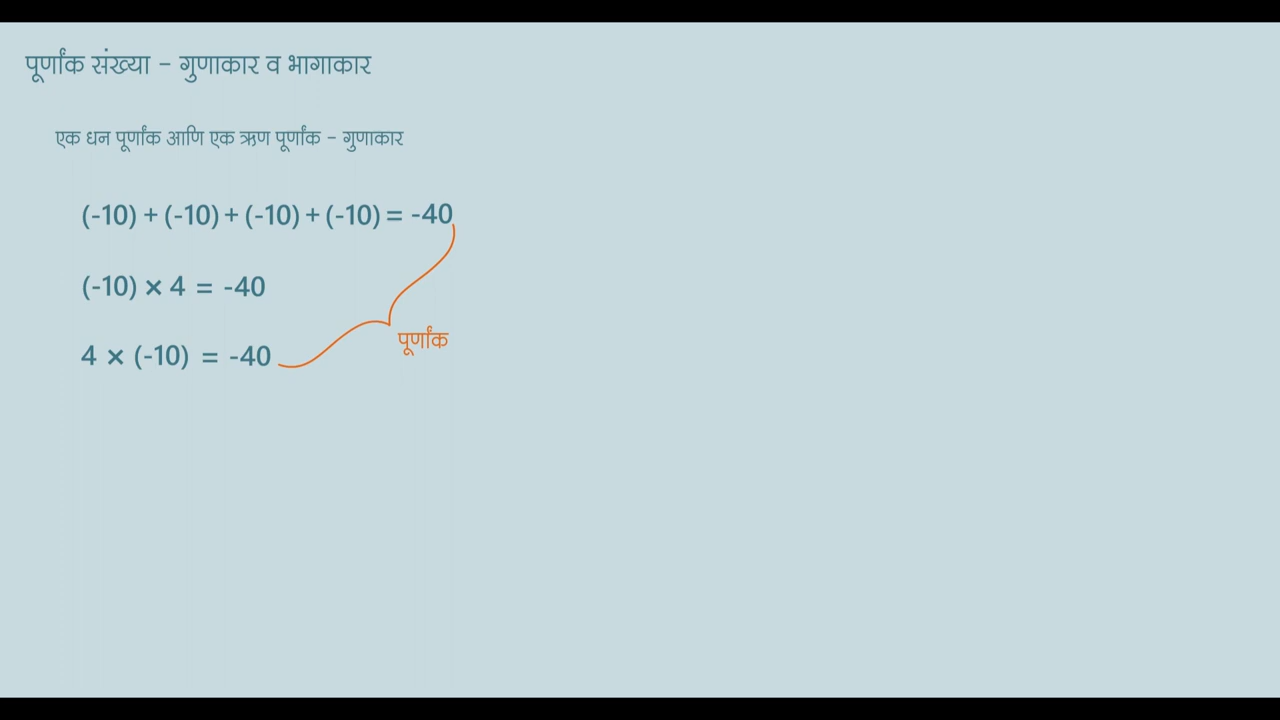 पूर्णांक संख्या - गुणाकार व भागाकार
एक धन पूर्णांक आणि एक ऋण पूर्णांक - गुणाकार
(-10) + (-10) + (-10) + (-10) = -40
(-10) × 4 = -40
पूर्णांक
4 × (-10) = -40